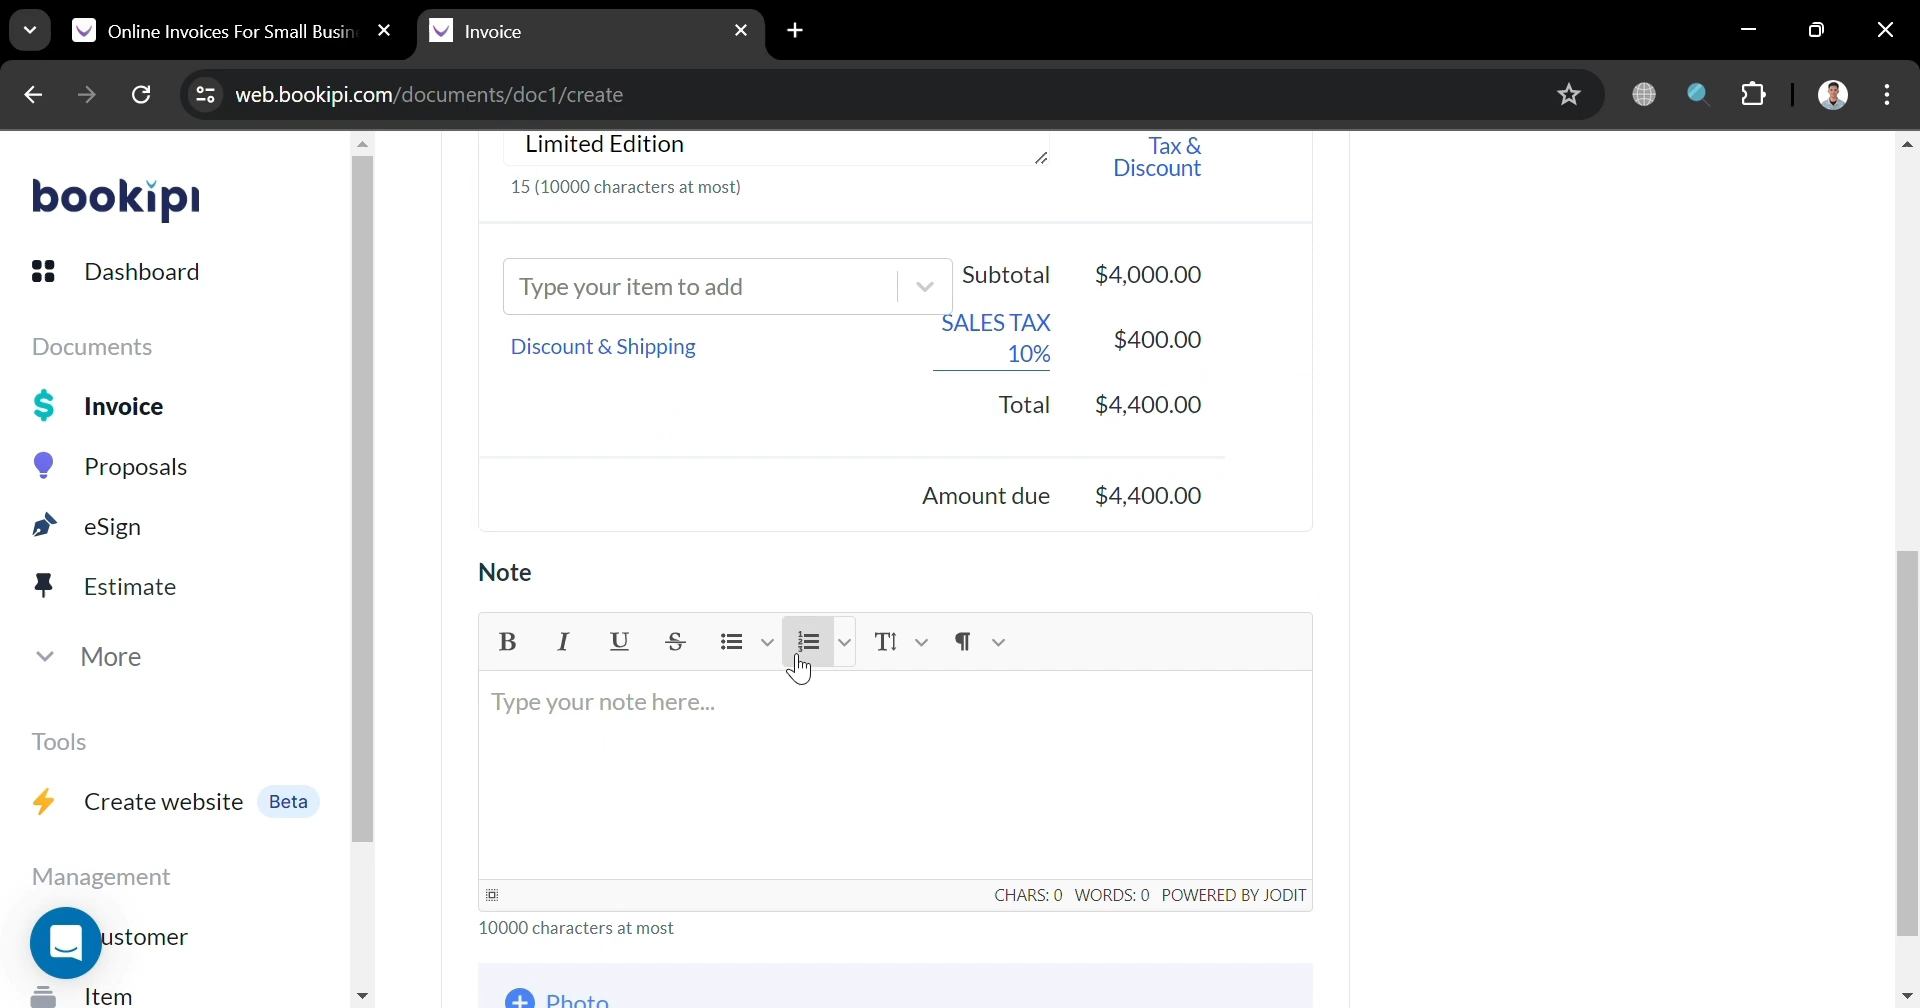 Online Invoices For Small Busin
Invoice
web.bookipi.com/documents/doc1/create
bookipi
Dashboard
Documents
Invoice
Proposals
eSign
Estimate
More
Tools
Create website Beta
Management
ustomer
Item
Limited Edition
15 (10000 characters at most)
Tax &
Discount
Type your item to add
Discount & Shipping
Subtotal $4,000.00
SALES TAX
10% $400.00
Total $4,400.00
Amount due $4,400.00
Note
Type your note here...
CHARS: 0 WORDS: 0 POWERED BY JODIT
10000 characters at most
Photo